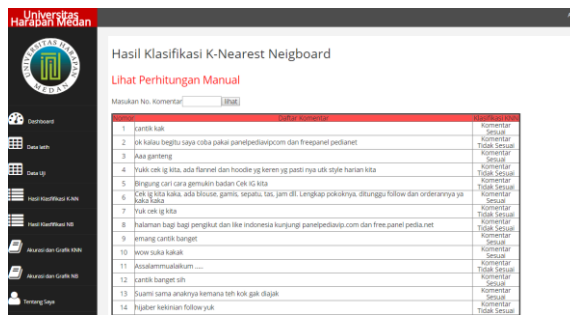 Universitas
Harapan Medan
UNIVERSITAS HARAPAN
MEDAN
Dashboard
Data latih
Data Uji
Hasil Klasifikasi K-NN
Hasil Klasifikasi NB
Akurasi dan Grafik KNN
Akurasi dan Grafik NB
Tentang Saya
Hasil Klasifikasi K-Nearest Neigboard
Lihat Perhitungan Manual
Masukan No. Komentar lihat
Nomor Daftar Komentar Klasifikasi KNN
1 cantik kak Komentar Sesuai
2 ok kalau begitu saya coba pakai panelpediavipcom dan freepanel pedianet Komentar Tidak Sesuai
3 Aaa ganteng Komentar Sesuai
4 Yukk cek ig kita, ada flannel dan hoodie yg keren yg pasti nya utk style harian kita Komentar Tidak Sesuai
5 Bingung cari cara gemukin badan Cek IG kita Komentar Tidak Sesuai
6 Cek ig kita kaka, ada blouse, gamis, sepatu, tas, jam dll. Lengkap pokoknya, ditunggu follow dan orderannya ya kaka kaka Komentar Tidak Sesuai
7 Yuk cek ig kita Komentar Tidak Sesuai
8 halaman bagi bagi pengikut dan like indonesia kunjungi panelpediavip.com dan free.panel pedia.net Komentar Tidak Sesuai
9 emang cantik banget Komentar Sesuai
10 wow suka kakak Komentar Sesuai
11 Assalammualaikum ..... Komentar Tidak Sesuai
12 cantik banget sih Komentar Sesuai
13 Suami sama anaknya kemana teh kok gak diajak Komentar Sesuai
14 hijaber kekinian follow yuk Komentar Tidak Sesuai